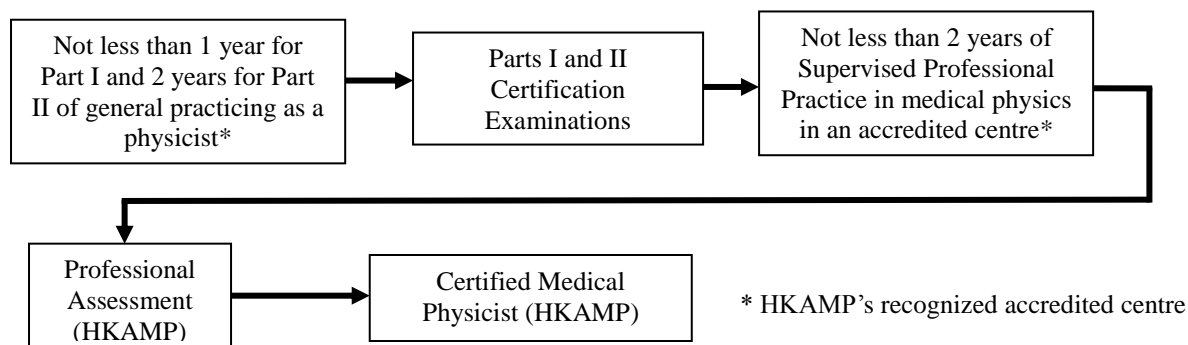 Not less than 1 year for
Part I and 2 years for Part
II of general practicing as a
physicist*
Parts I and II
Certification
Examinations
Not less than 2 years of
Supervised Professional
Practice in medical physics
in an accredited centre*
Professional
Assessment
(HKAMP)
Certified Medical
Physicist (HKAMP)
* HKAMP’s recognized accredited centre